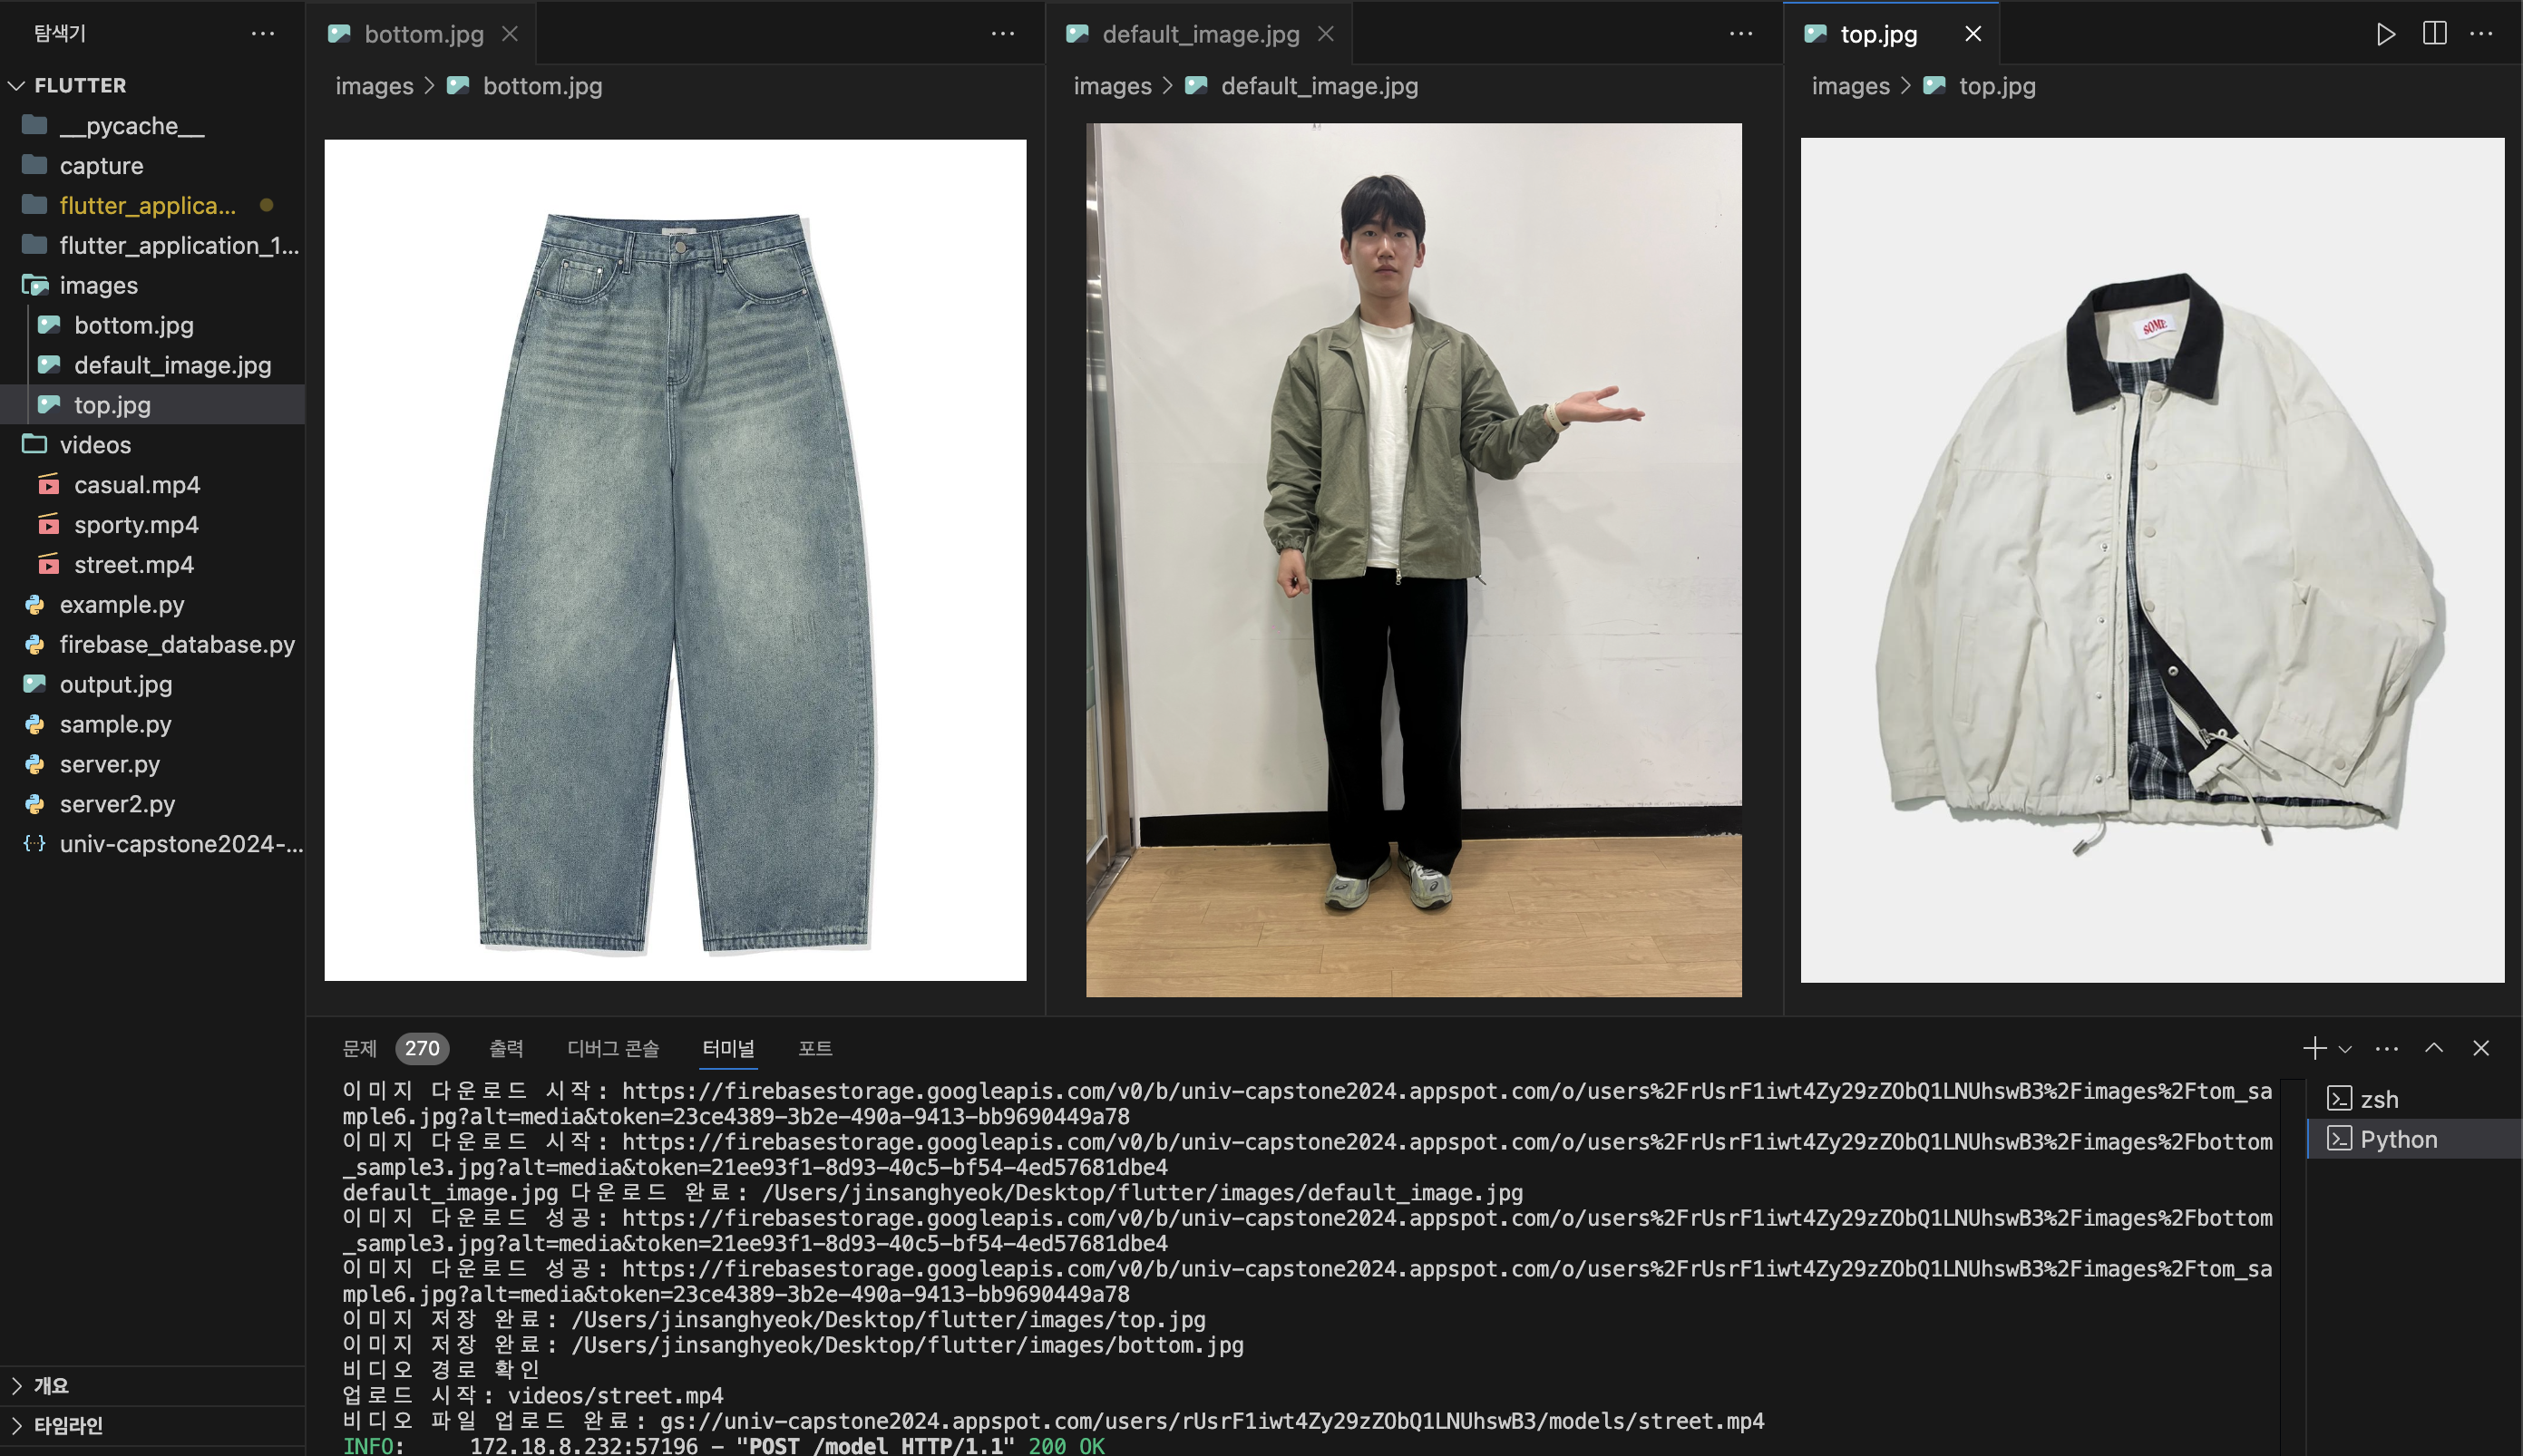 탐색기
FLUTTER
__pycache__
capture
flutter_applica...
flutter_application_1...
images
bottom.jpg
default_image.jpg
top.jpg
videos
casual.mp4
sporty.mp4
street.mp4
example.py
firebase_database.py
output.jpg
sample.py
server.py
server2.py
univ-capstone2024-...
개요
타임라인
bottom.jpg
images > bottom.jpg
default_image.jpg
images > default_image.jpg
top.jpg
images > top.jpg
SOME
문제 270 출력 디버그 콘솔 터미널 포트
이미지 다운로드 시작: https://firebasestorage.googleapis.com/v0/b/univ-capstone2024.appspot.com/o/users%2FrUsrF1iwt4Zy29zZObQ1LNUhswB3%2Fimages%2Ftom_sa
mple6.jpg?alt=media&token=23ce4389-3b2e-490a-9413-bb9690449a78
이미지 다운로드 시작: https://firebasestorage.googleapis.com/v0/b/univ-capstone2024.appspot.com/o/users%2FrUsrF1iwt4Zy29zZObQ1LNUhswB3%2Fimages%2Fbottom
_sample3.jpg?alt=media&token=21ee93f1-8d93-40c5-bf54-4ed57681dbe4
default_image.jpg 다운로드 완료: /Users/jinsanghyeok/Desktop/flutter/images/default_image.jpg
이미지 다운로드 성공: https://firebasestorage.googleapis.com/v0/b/univ-capstone2024.appspot.com/o/users%2FrUsrF1iwt4Zy29zZObQ1LNUhswB3%2Fimages%2Fbottom
_sample3.jpg?alt=media&token=21ee93f1-8d93-40c5-bf54-4ed57681dbe4
이미지 다운로드 성공: https://firebasestorage.googleapis.com/v0/b/univ-capstone2024.appspot.com/o/users%2FrUsrF1iwt4Zy29zZObQ1LNUhswB3%2Fimages%2Ftom_sa
mple6.jpg?alt=media&token=23ce4389-3b2e-490a-9413-bb9690449a78
이미지 저장 완료: /Users/jinsanghyeok/Desktop/flutter/images/top.jpg
이미지 저장 완료: /Users/jinsanghyeok/Desktop/flutter/images/bottom.jpg
비디오 경로 확인
업로드 시작: videos/street.mp4
비디오 파일 업로드 완료: gs://univ-capstone2024.appspot.com/users/rUsrF1iwt4Zy29zZObQ1LNUhswB3/models/street.mp4
INFO: 172.18.8.232:57196 - "POST /model HTTP/1.1" 200 OK
zsh
Python